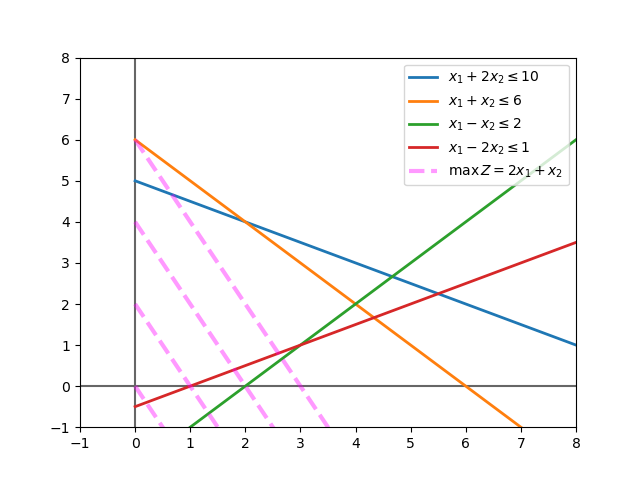 8
7
6
5
4
3
2
1
0
−1
−1 0 1 2 3 4 5 6 7 8
x₁ + 2x₂ ≤ 10
x₁ + x₂ ≤ 6
x₁ − x₂ ≤ 2
x₁ − 2x₂ ≤ 1
max Z = 2x₁ + x₂